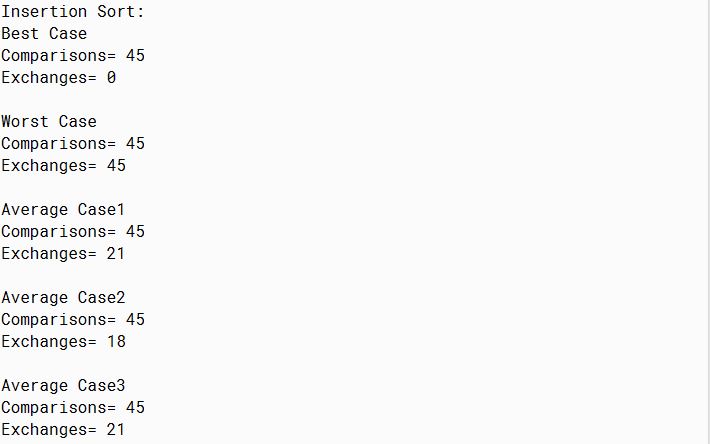 Insertion Sort:
Best Case
Comparisons= 45
Exchanges= 0
Worst Case
Comparisons= 45
Exchanges= 45
Average Case1
Comparisons= 45
Exchanges= 21
Average Case2
Comparisons= 45
Exchanges= 18
Average Case3
Comparisons= 45
Exchanges= 21